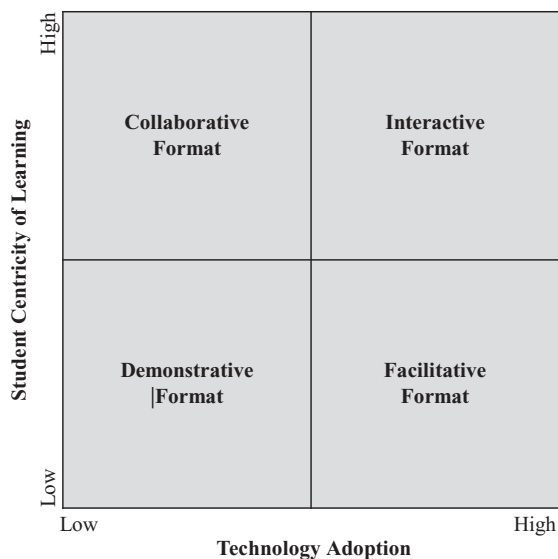 High
Collaborative
Format
Interactive
Format
Student Centricity of Learning
Demonstrative
|Format
Facilitative
Format
Low
Low
High
Technology Adoption